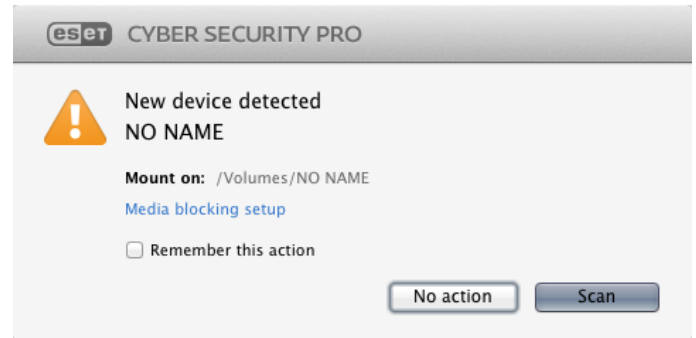 eset CYBER SECURITY PRO
New device detected
NO NAME
Mount on: /Volumes/NO NAME
Media blocking setup
Remember this action
No action Scan